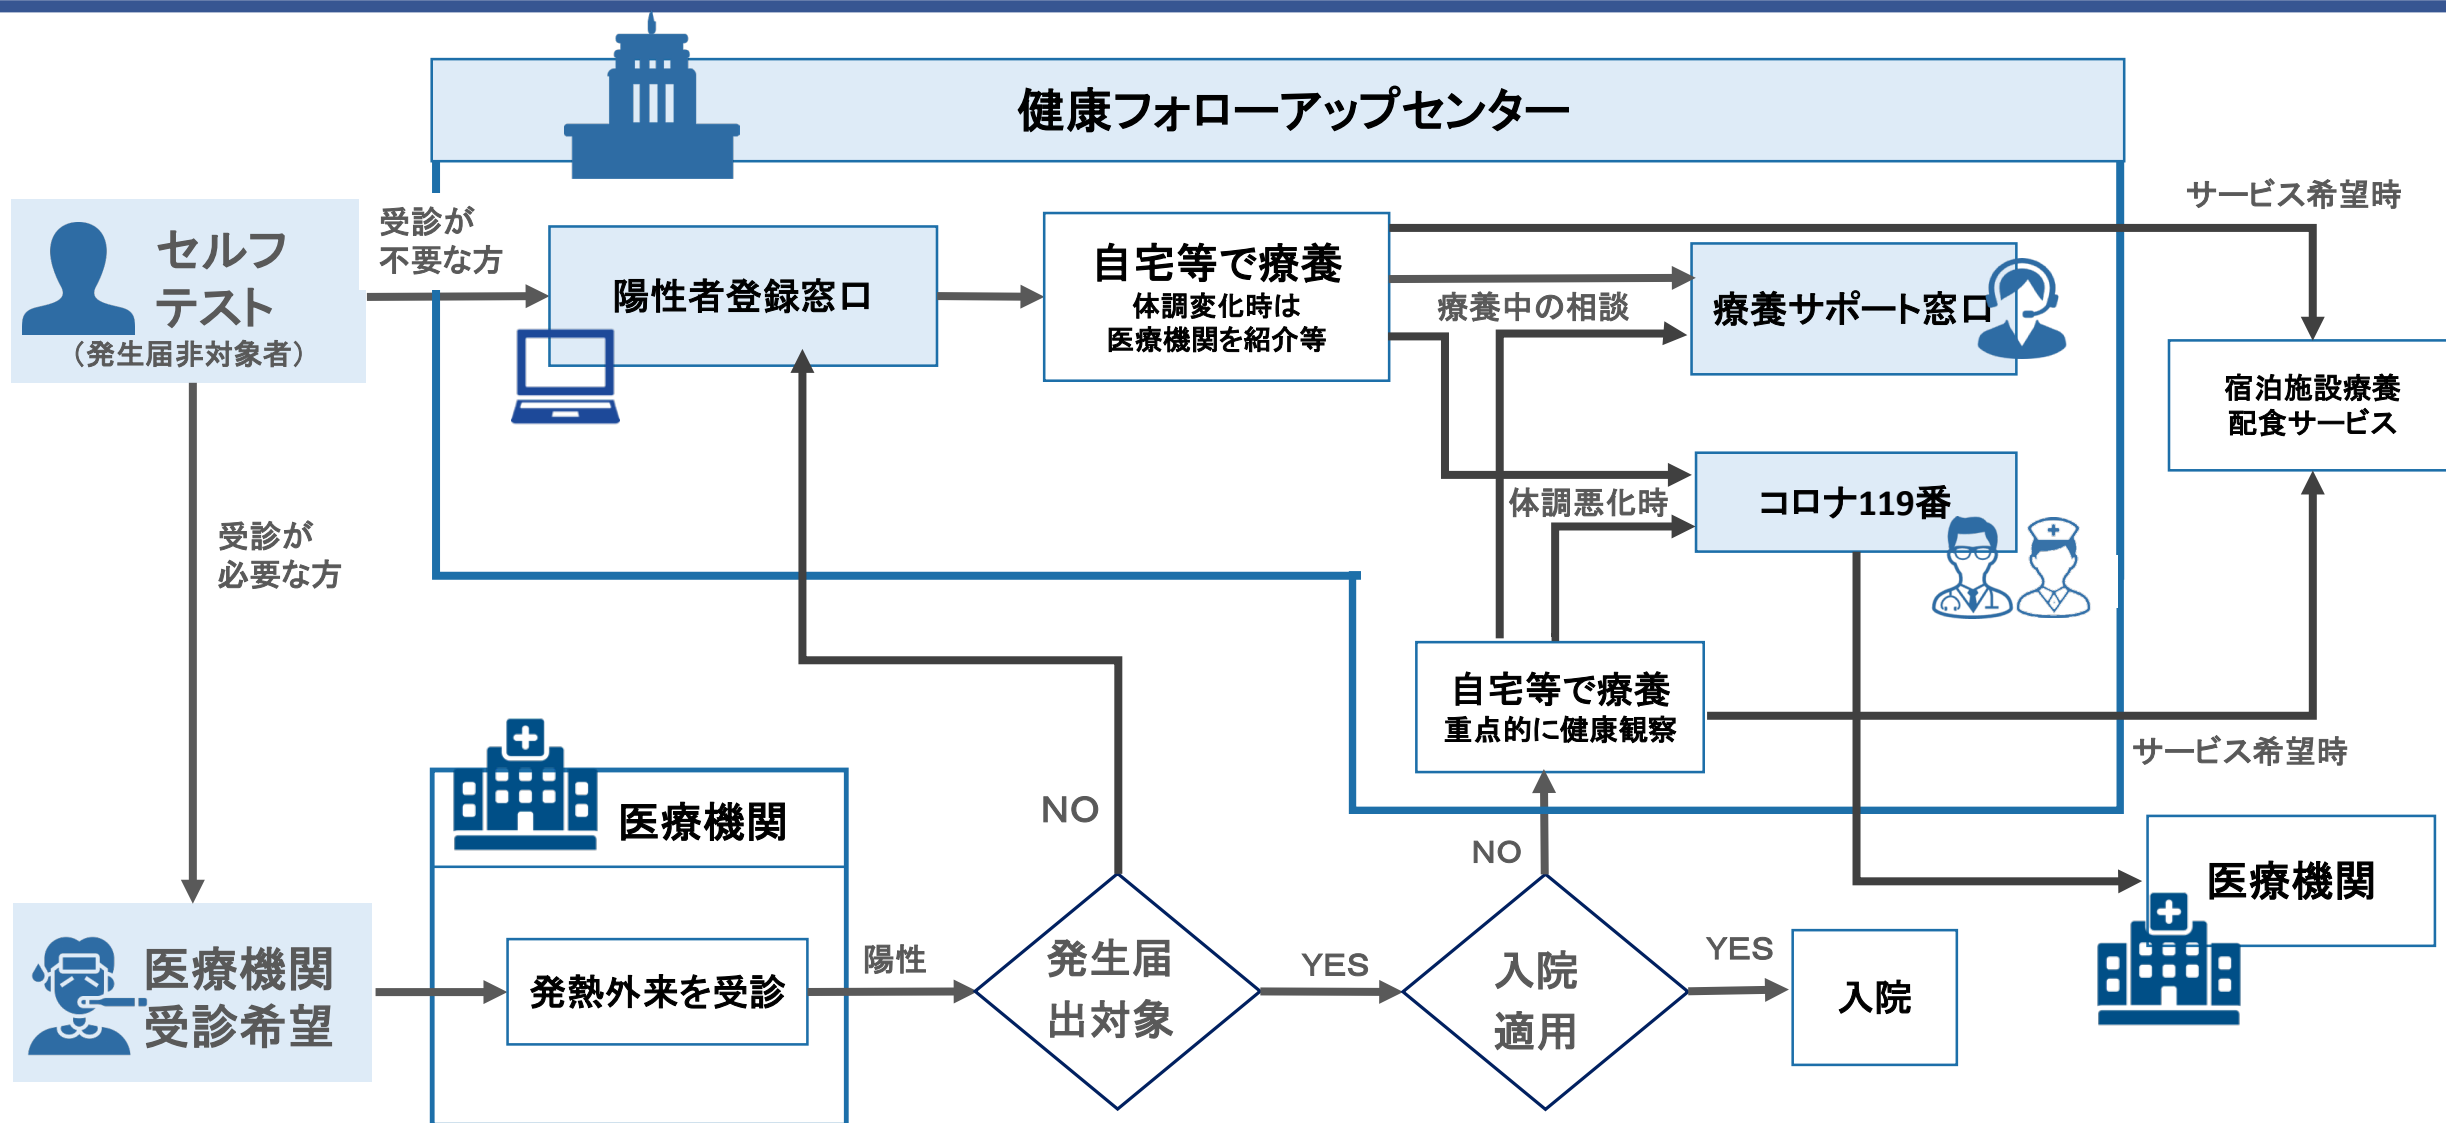 健康フォローアップセンター
セルフ
テスト
（発生届非対象者）
受診が
不要な方
陽性者登録窓口
自宅等で療養
体調変化時は
医療機関を紹介等
サービス希望時
療養中の相談
療養サポート窓口
宿泊施設療養
配食サービス
体調悪化時
コロナ119番
受診が
必要な方
自宅等で療養
重点的に健康観察
サービス希望時
医療機関
NO
NO
医療機関
医療機関
受診希望
発熱外来を受診
陽性
発生届
出対象
YES
入院
適用
YES
入院